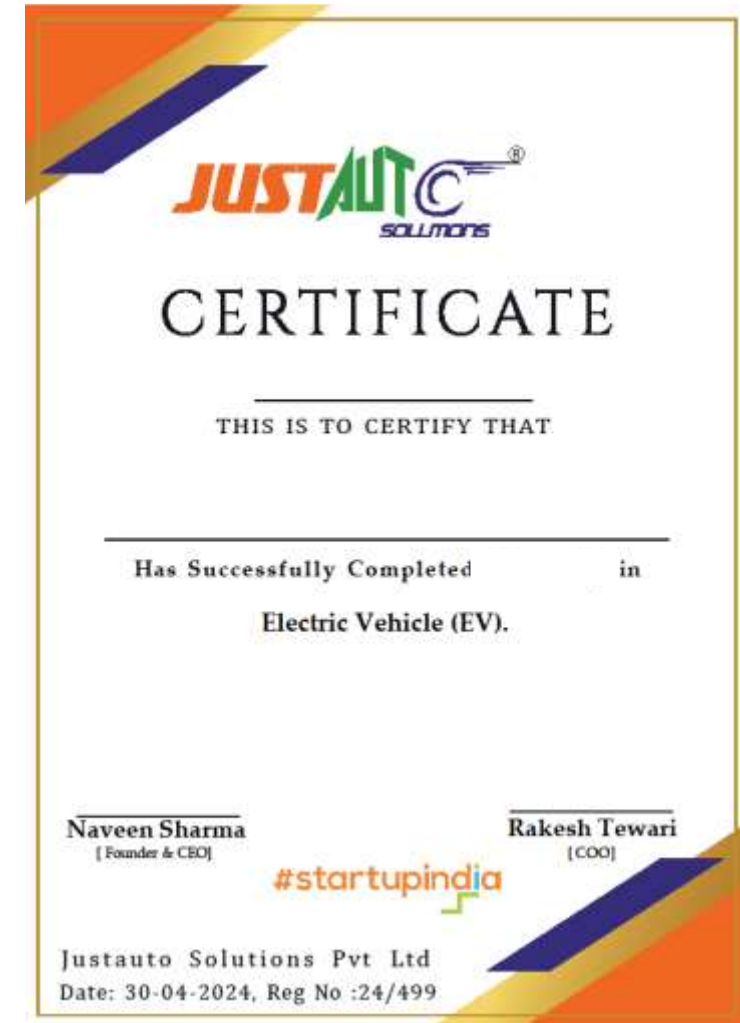 JUSTAUTO®
SOLUTIONS
CERTIFICATE
THIS IS TO CERTIFY THAT
Has Successfully Completed in
Electric Vehicle (EV).
Naveen Sharma
[ Founder & CEO]
Rakesh Tewari
[COO]
#startupindia
Justauto Solutions Pvt Ltd
Date: 30-04-2024, Reg No :24/499